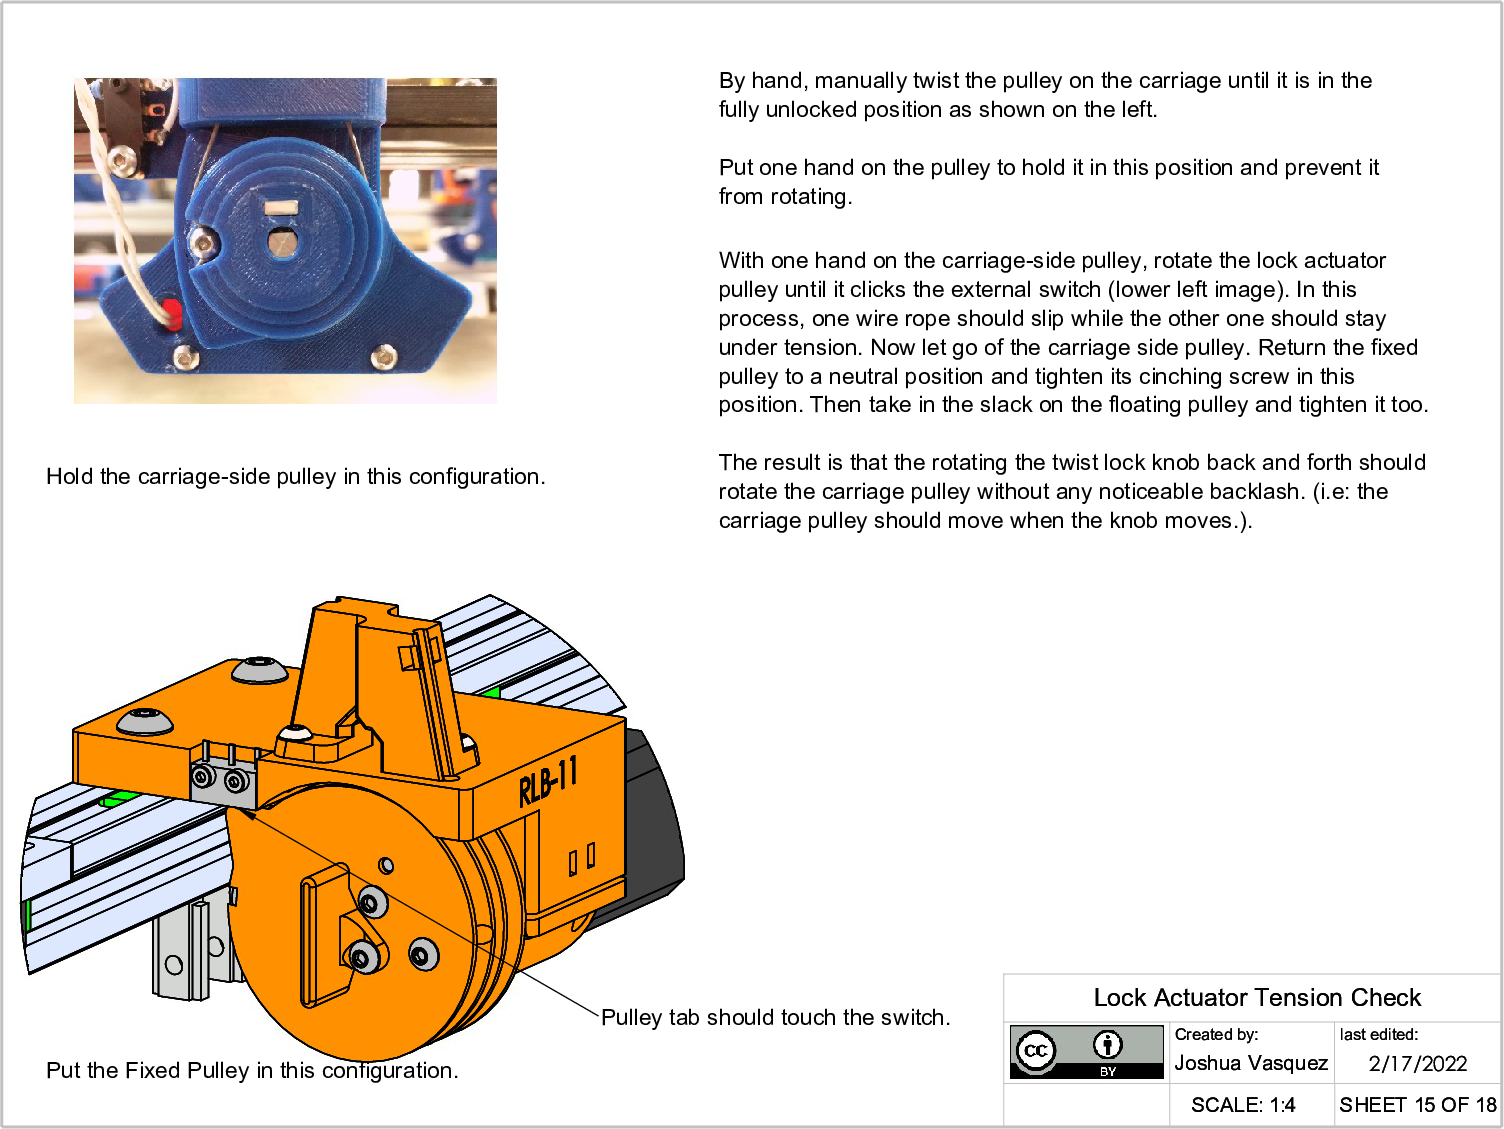 By hand, manually twist the pulley on the carriage until it is in the
fully unlocked position as shown on the left.
Put one hand on the pulley to hold it in this position and prevent it
from rotating.
With one hand on the carriage-side pulley, rotate the lock actuator
pulley until it clicks the external switch (lower left image). In this
process, one wire rope should slip while the other one should stay
under tension. Now let go of the carriage side pulley. Return the fixed
pulley to a neutral position and tighten its cinching screw in this
position. Then take in the slack on the floating pulley and tighten it too.
The result is that the rotating the twist lock knob back and forth should
rotate the carriage pulley without any noticeable backlash. (i.e: the
carriage pulley should move when the knob moves.).
Hold the carriage-side pulley in this configuration.
RLB-11
Pulley tab should touch the switch.
Put the Fixed Pulley in this configuration.
Lock Actuator Tension Check
cc
BY
Created by:
Joshua Vasquez
last edited:
2/17/2022
SCALE: 1:4
SHEET 15 OF 18